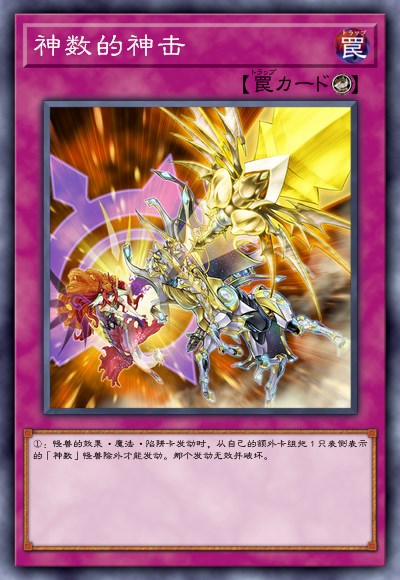 神数的神击
トラップ
罠
トラップ
【罠カード】
①：怪兽的效果·魔法·陷阱卡发动时，从自己的额外卡组把1只表侧表示
的「神数」怪兽除外才能发动。那个发动无效并破坏。